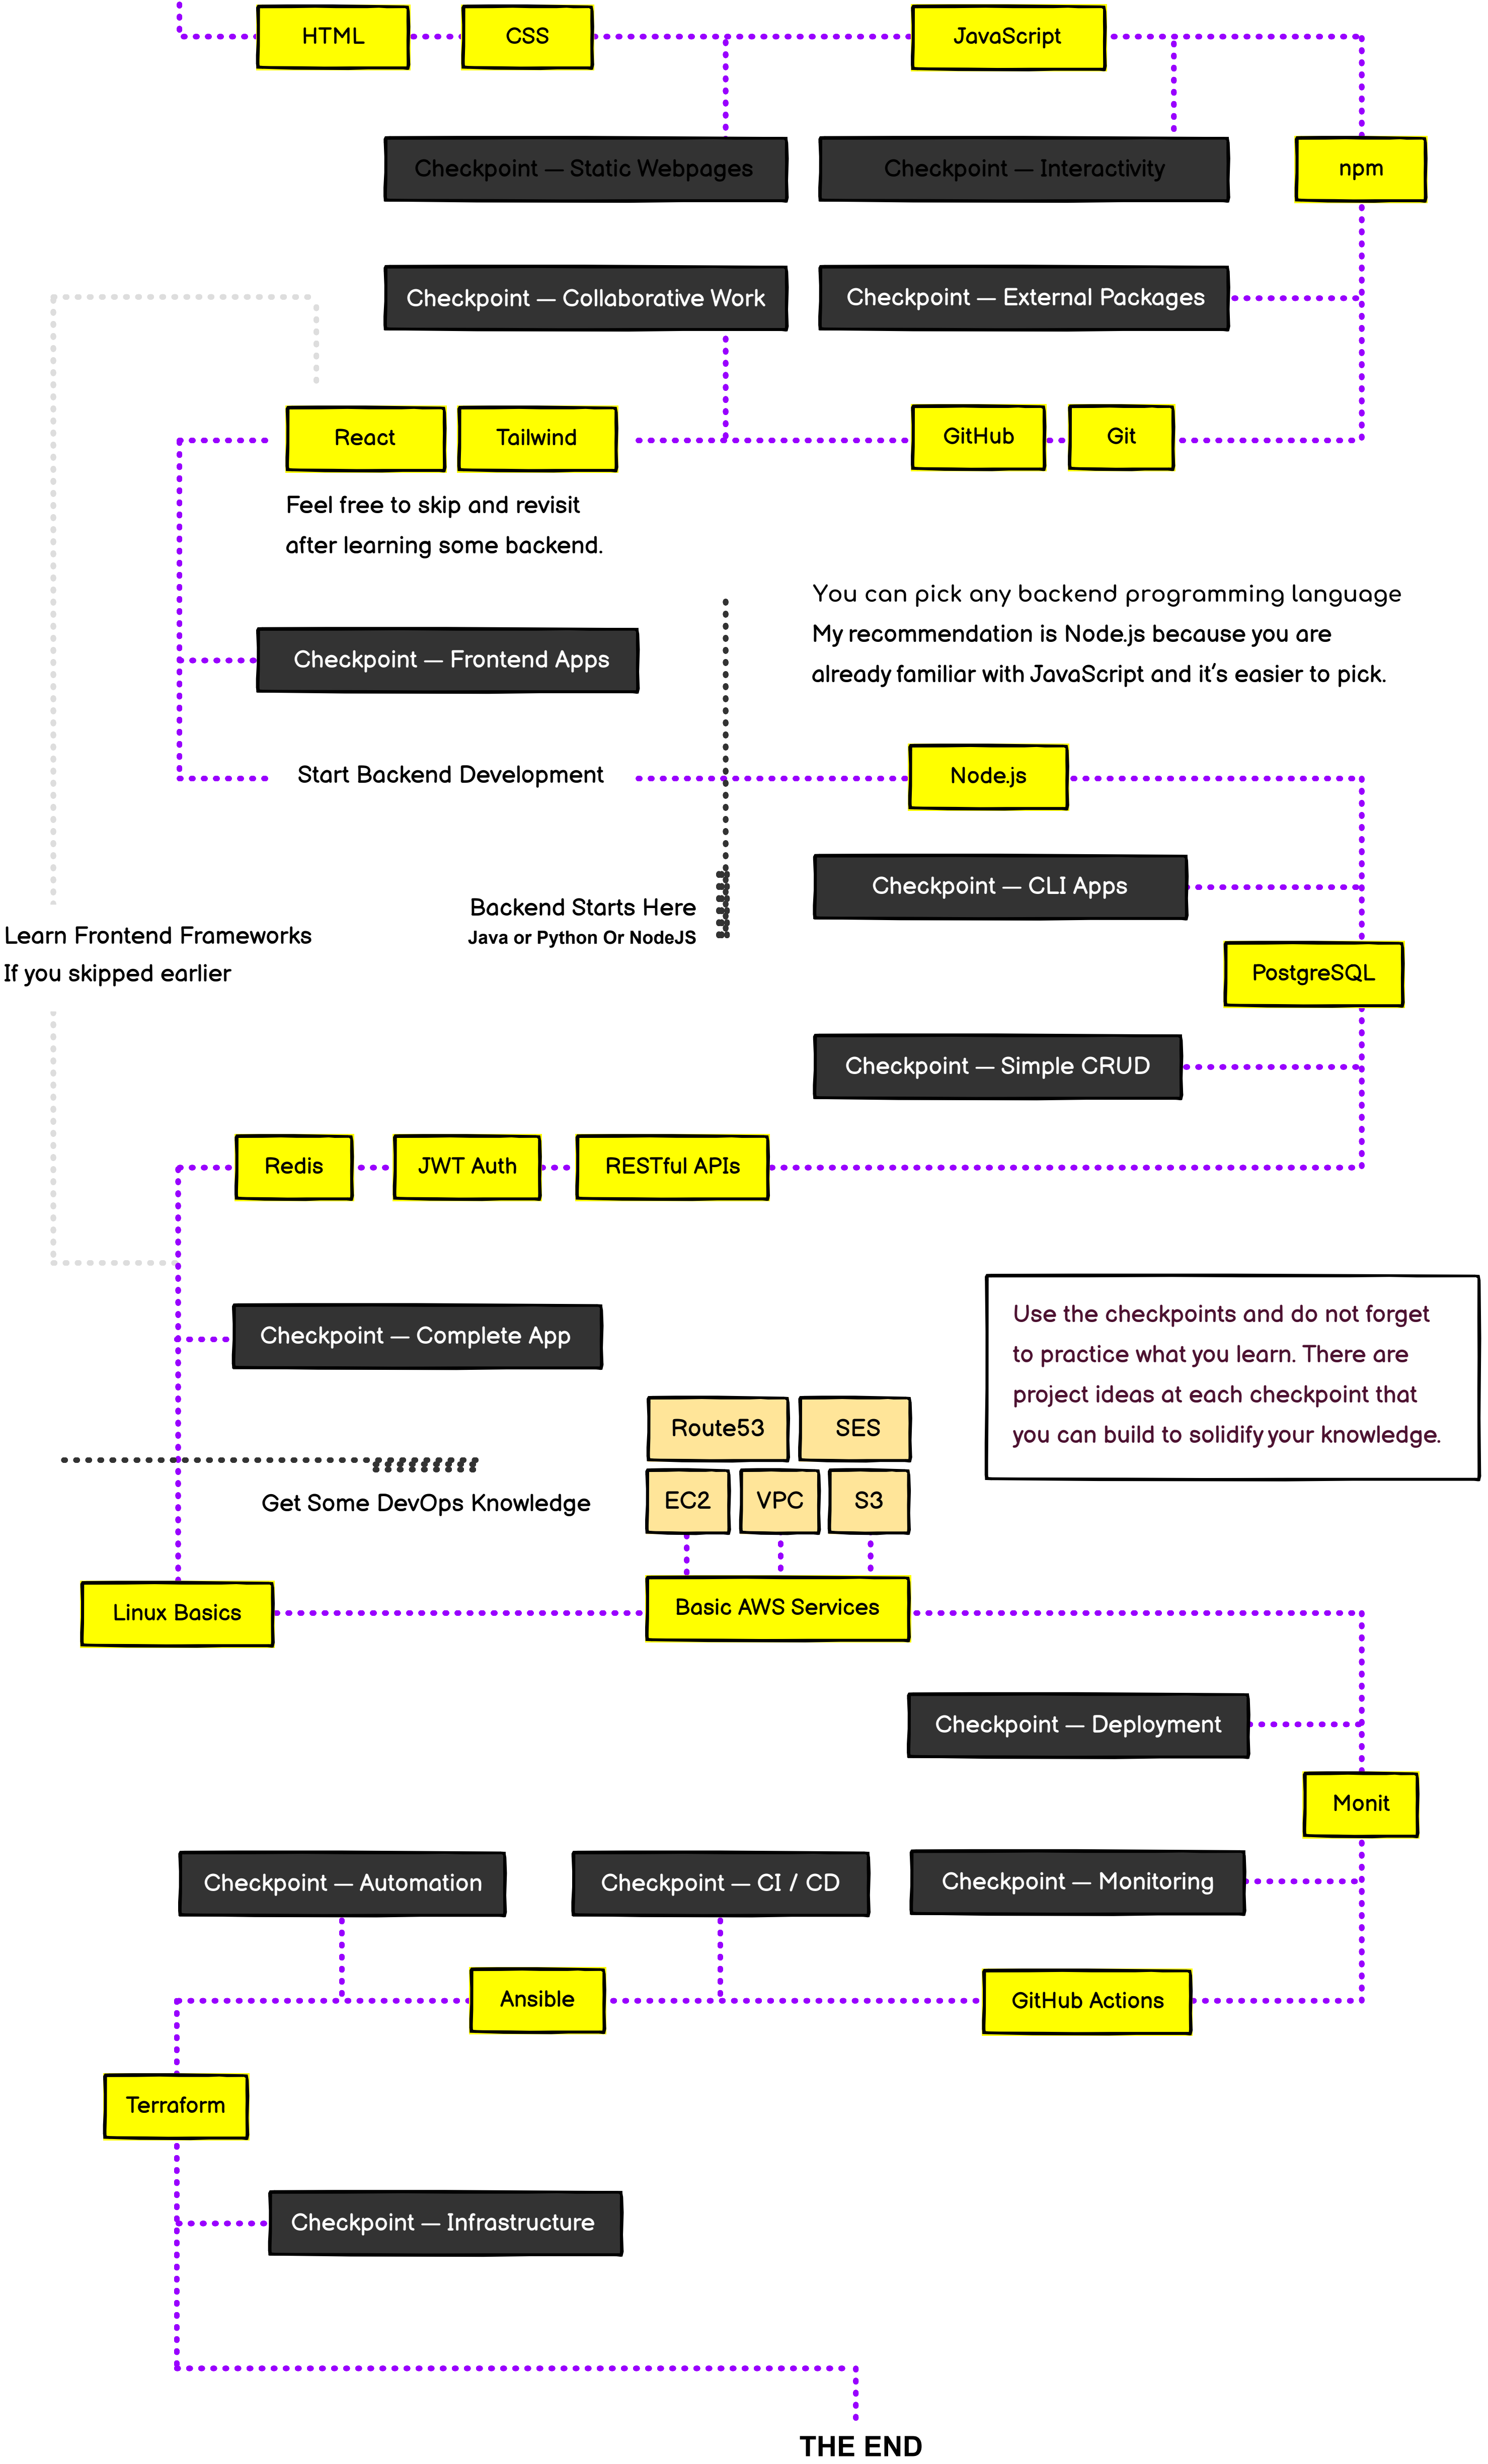 HTML
CSS
JavaScript
Checkpoint — Static Webpages
Checkpoint — Interactivity
npm
Checkpoint — Collaborative Work
Checkpoint — External Packages
React
Tailwind
GitHub
Git
Feel free to skip and revisit
after learning some backend.
You can pick any backend programming language
My recommendation is Node.js because you are
already familiar with JavaScript and it's easier to pick.
Checkpoint — Frontend Apps
Start Backend Development
Node.js
Checkpoint — CLI Apps
Backend Starts Here
Java or Python Or NodeJS
Learn Frontend Frameworks
If you skipped earlier
PostgreSQL
Checkpoint — Simple CRUD
Redis
JWT Auth
RESTful APIs
Checkpoint — Complete App
Use the checkpoints and do not forget
to practice what you learn. There are
project ideas at each checkpoint that
you can build to solidify your knowledge.
Route53
SES
EC2
VPC
S3
Get Some DevOps Knowledge
Linux Basics
Basic AWS Services
Checkpoint — Deployment
Monit
Checkpoint — Automation
Checkpoint — CI / CD
Checkpoint — Monitoring
Ansible
GitHub Actions
Terraform
Checkpoint — Infrastructure
THE END